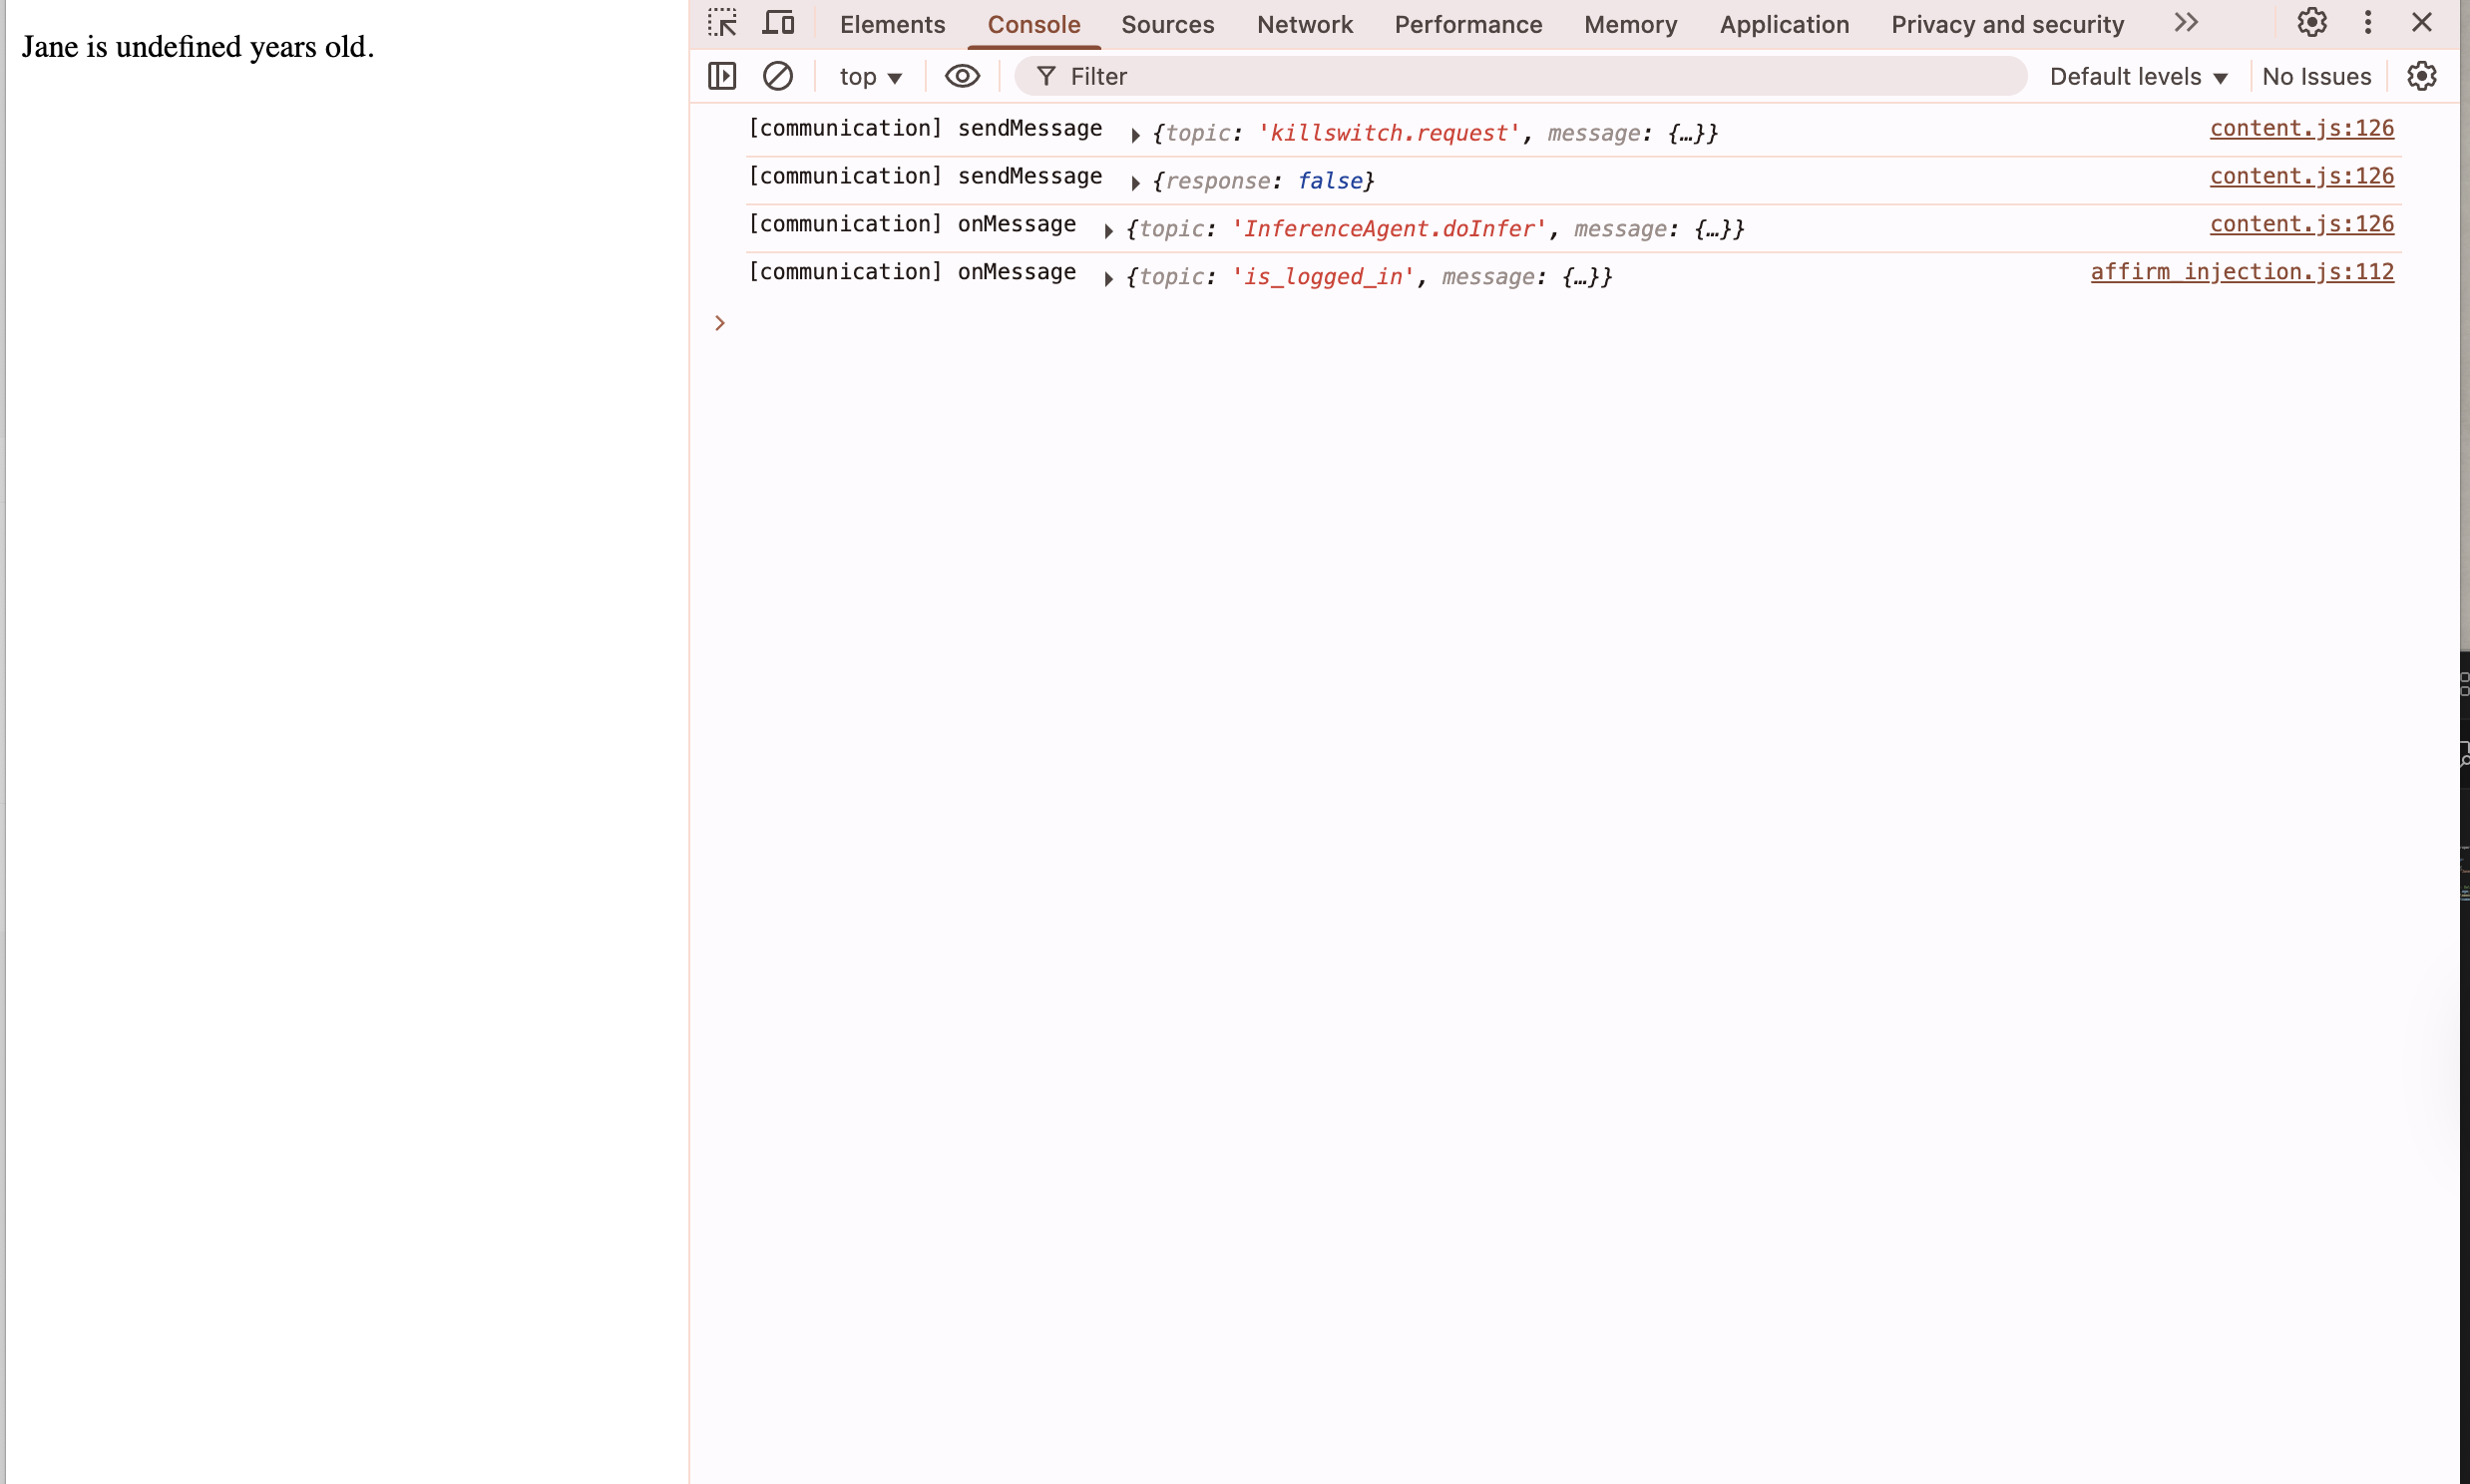 Jane is undefined years old.
Elements Console Sources Network Performance Memory Application Privacy and security
top Filter Default levels No Issues
[communication] sendMessage {topic: 'killswitch.request', message: {…}} content.js:126
[communication] sendMessage {response: false} content.js:126
[communication] onMessage {topic: 'InferenceAgent.doInfer', message: {…}} content.js:126
[communication] onMessage {topic: 'is_logged_in', message: {…}} affirm_injection.js:112